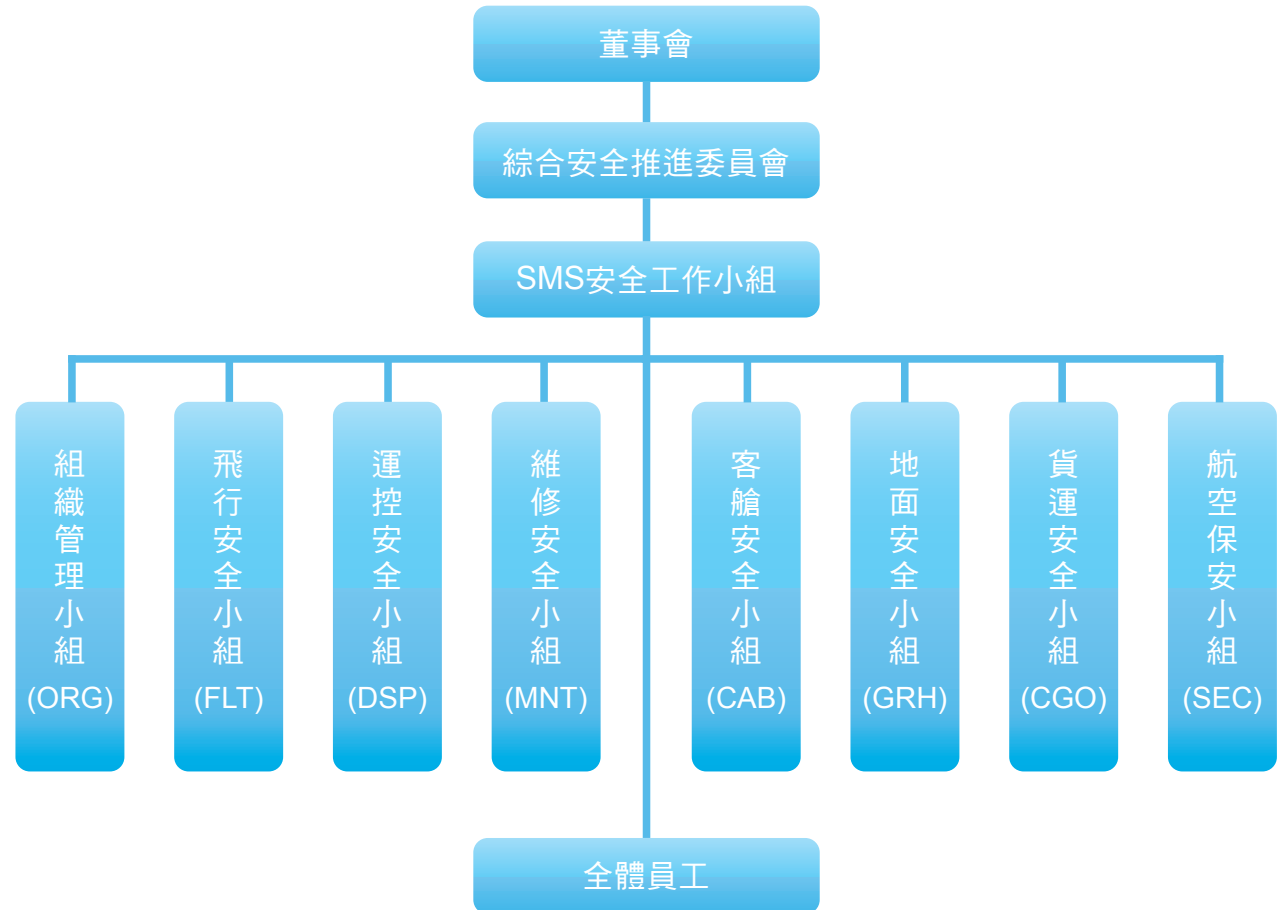 董事會
綜合安全推進委員會
SMS安全工作小組
組織管理小組
(ORG)
飛行安全小組
(FLT)
運控安全小組
(DSP)
維修安全小組
(MNT)
客艙安全小組
(CAB)
地面安全小組
(GRH)
貨運安全小組
(CGO)
航空保安小組
(SEC)
全體員工